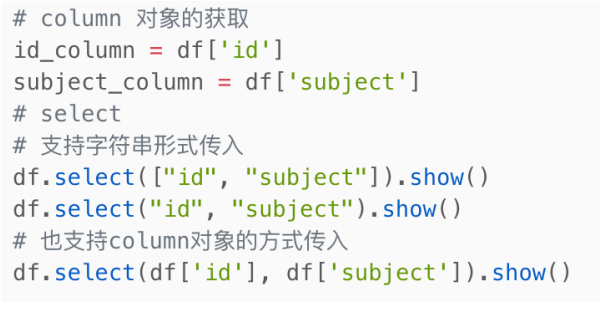 # column 对象的获取
id_column = df['id']
subject_column = df['subject']
# select
# 支持字符串形式传入
df.select(["id", "subject"]).show()
df.select("id", "subject").show()
# 也支持column对象的方式传入
df.select(df['id'], df['subject']).show()